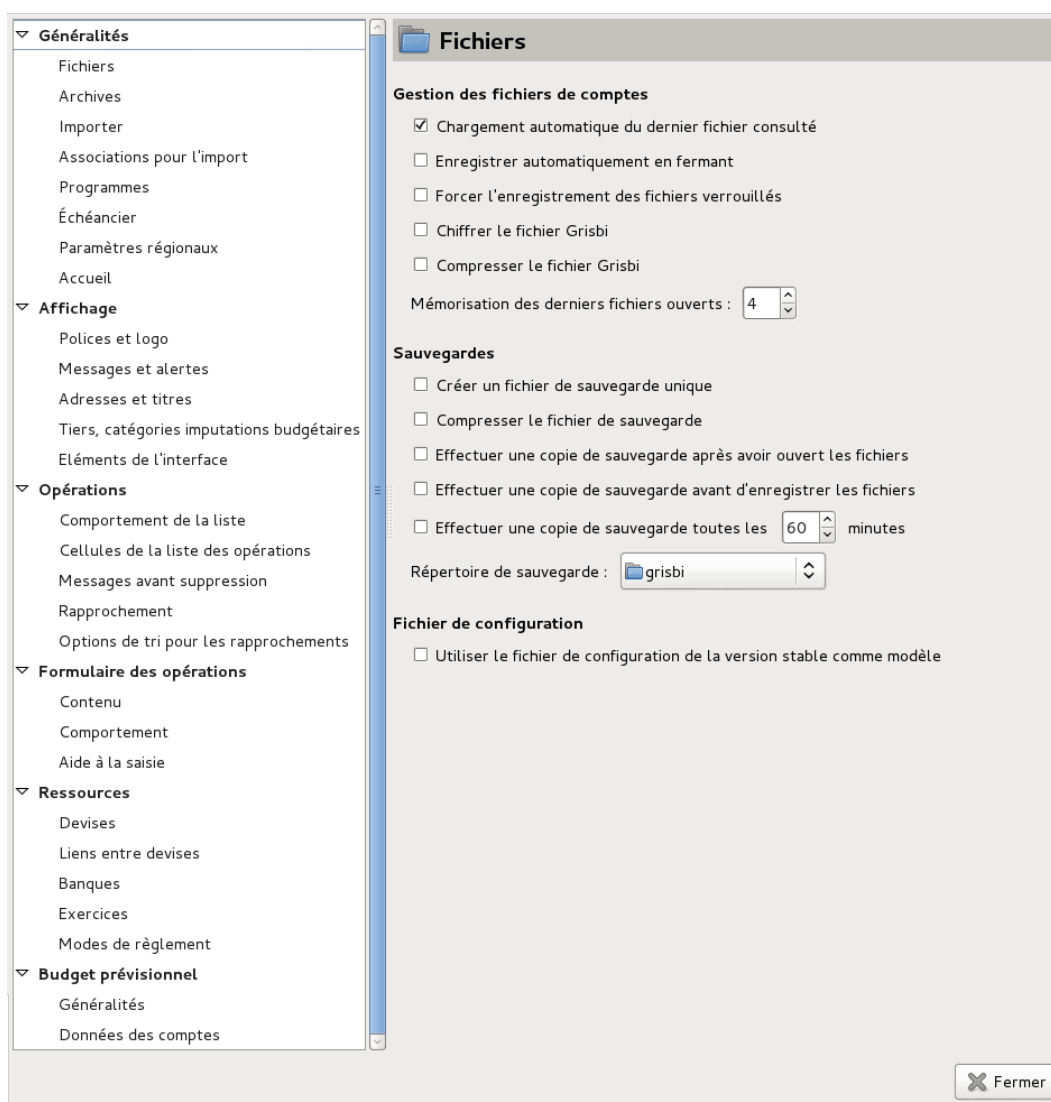 Généralités
Fichiers
Archives
Importer
Associations pour l'import
Programmes
Échéancier
Paramètres régionaux
Accueil
Affichage
Polices et logo
Messages et alertes
Adresses et titres
Tiers, catégories imputations budgétaires
Eléments de l'interface
Opérations
Comportement de la liste
Cellules de la liste des opérations
Messages avant suppression
Rapprochement
Options de tri pour les rapprochements
Formulaire des opérations
Contenu
Comportement
Aide à la saisie
Ressources
Devises
Liens entre devises
Banques
Exercices
Modes de règlement
Budget prévisionnel
Généralités
Données des comptes
Fichiers
Gestion des fichiers de comptes
Chargement automatique du dernier fichier consulté
Enregistrer automatiquement en fermant
Forcer l'enregistrement des fichiers verrouillés
Chiffrer le fichier Grisbi
Compresser le fichier Grisbi
Mémorisation des derniers fichiers ouverts : 4
Sauvegardes
Créer un fichier de sauvegarde unique
Compresser le fichier de sauvegarde
Effectuer une copie de sauvegarde après avoir ouvert les fichiers
Effectuer une copie de sauvegarde avant d'enregistrer les fichiers
Effectuer une copie de sauvegarde toutes les 60 minutes
Répertoire de sauvegarde : grisbi
Fichier de configuration
Utiliser le fichier de configuration de la version stable comme modèle
Fermer